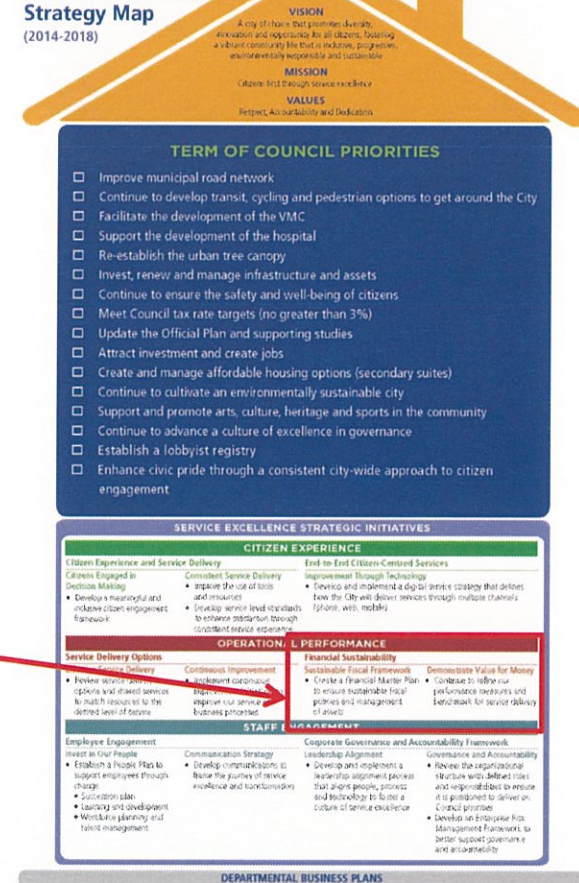 Strategy Map
(2014-2018)
VISION
A city of choice that promotes diversity,
innovation and opportunity for all citizens, fostering
a vibrant community life that is inclusive, progressive,
environmentally responsible and sustainable
MISSION
Citizens first through service excellence
VALUES
Respect, Accountability and Dedication
TERM OF COUNCIL PRIORITIES
☐ Improve municipal road network
☐ Continue to develop transit, cycling and pedestrian options to get around the City
☐ Facilitate the development of the VMC
☐ Support the development of the hospital
☐ Re-establish the urban tree canopy
☐ Invest, renew and manage infrastructure and assets
☐ Continue to ensure the safety and well-being of citizens
☐ Meet Council tax rate targets (no greater than 3%)
☐ Update the Official Plan and supporting studies
☐ Attract investment and create jobs
☐ Create and manage affordable housing options (secondary suites)
☐ Continue to cultivate an environmentally sustainable city
☐ Support and promote arts, culture, heritage and sports in the community
☐ Continue to advance a culture of excellence in governance
☐ Establish a lobbyist registry
☐ Enhance civic pride through a consistent city-wide approach to citizen
engagement
SERVICE EXCELLENCE STRATEGIC INITIATIVES
CITIZEN EXPERIENCE
Citizen Experience and Service Delivery
Citizens Engaged in
Decision Making
• Develop a meaningful and
inclusive citizen engagement
framework
Consistent Service Delivery
• Improve the use of tools
and resources
• Develop service level standards
to enhance satisfaction through
consistent service experience
End-to-End Citizen-Centred Services
Improvement Through Technology
• Develop and implement a digital service strategy that defines
how the City will deliver services through multiple channels
(phone, web, mobile)
OPERATIONAL PERFORMANCE
Service Delivery Options
Service Delivery
• Review service delivery
options and shared services
to match resources to the
desired level of service
Continuous Improvement
• Implement continuous
improvement
improve our service
business processes
Financial Sustainability
Sustainable Fiscal Framework
• Create a Financial Master Plan
to ensure sustainable fiscal
policies and management
of assets
Demonstrate Value for Money
• Continue to refine our
performance measures and
benchmark for service delivery
STAFF ENGAGEMENT
Employee Engagement
Invest in Our People
• Establish a People Plan to
support employees through
change
• Succession plan
• Learning and development
• Workforce planning and
talent management
Communication Strategy
• Develop communications to
frame the journey of service
excellence and transformation
Corporate Governance and Accountability Framework
Leadership Alignment
• Develop and implement a
leadership alignment process
that aligns people, process
and technology to foster a
culture of service excellence
Governance and Accountability
• Review the organizational
structure with defined roles
and responsibilities to ensure
it is positioned to deliver on
Council priorities
• Develop an Enterprise Risk
Management Framework to
better support governance
and accountability
DEPARTMENTAL BUSINESS PLANS